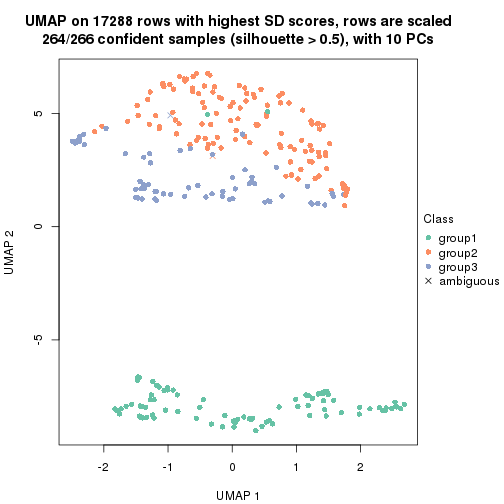 UMAP on 17288 rows with highest SD scores, rows are scaled
264/266 confident samples (silhouette > 0.5), with 10 PCs
5
0
-5
UMAP 2
-2
-1
0
1
2
UMAP 1
Class
group1
group2
group3
ambiguous